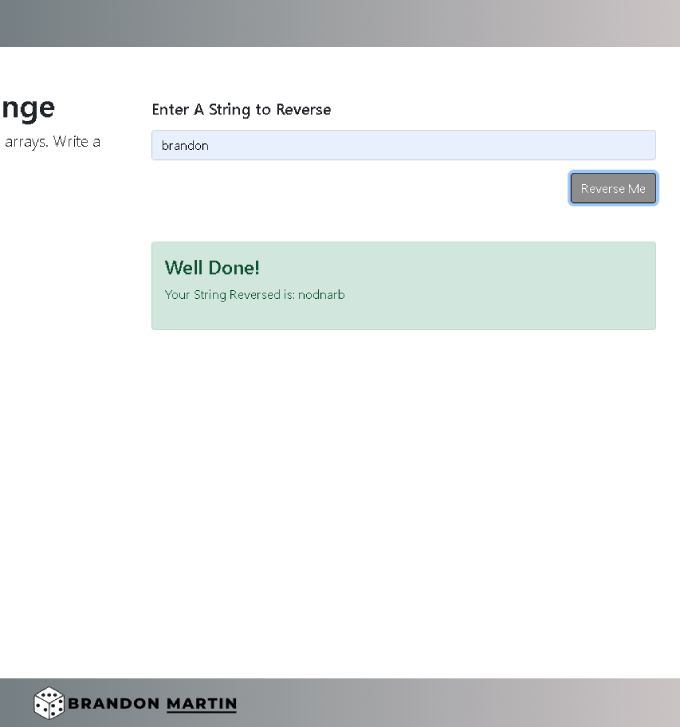 nge
arrays. Write a
Enter A String to Reverse
brandon
Reverse Me
Well Done!
Your String Reversed is: nodnarb
BRANDON MARTIN